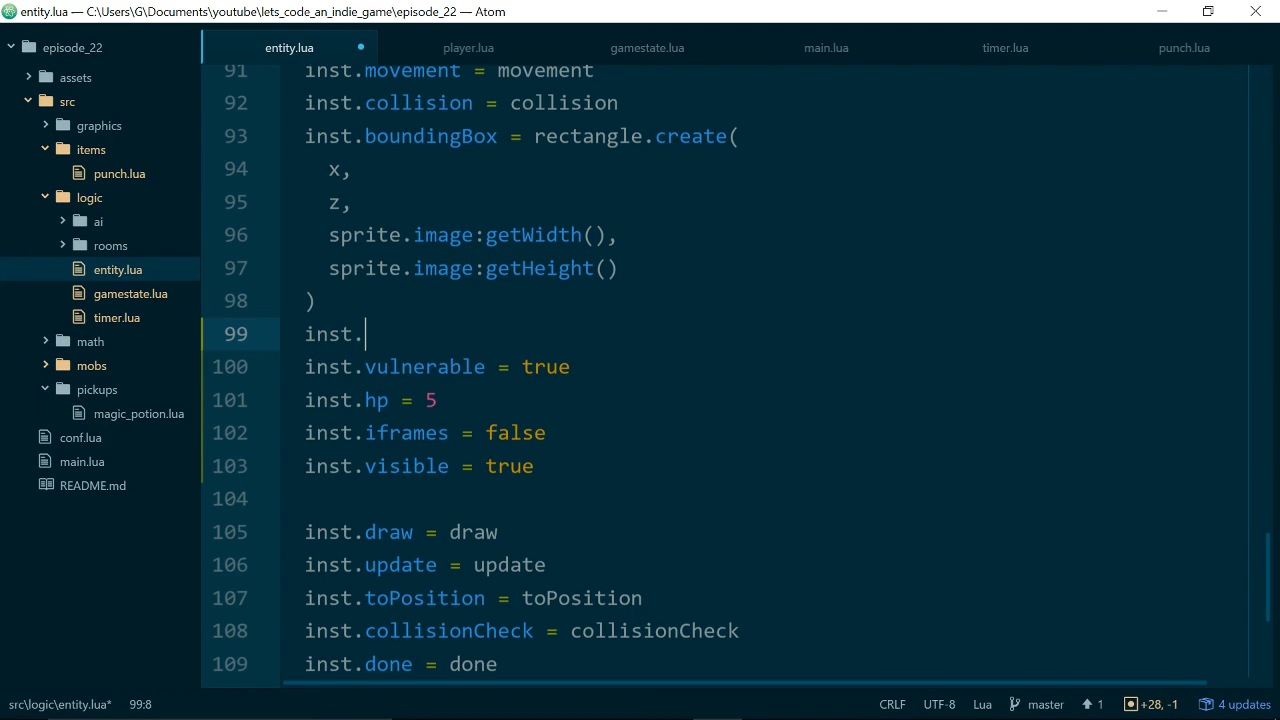 entity.lua — C:\Users\G\Documents\youtube\lets_code_an_indie_game\episode_22 — Atom
episode_22
assets
src
graphics
items
punch.lua
logic
ai
rooms
entity.lua
gamestate.lua
timer.lua
math
mobs
pickups
magic_potion.lua
conf.lua
main.lua
README.md
entity.lua player.lua gamestate.lua main.lua timer.lua punch.lua
91 inst.movement = movement
92 inst.collision = collision
93 inst.boundingBox = rectangle.create(
94 x,
95 z,
96 sprite.image:getWidth(),
97 sprite.image:getHeight()
98 )
99 inst.
100 inst.vulnerable = true
101 inst.hp = 5
102 inst.iframes = false
103 inst.visible = true
104
105 inst.draw = draw
106 inst.update = update
107 inst.toPosition = toPosition
108 inst.collisionCheck = collisionCheck
109 inst.done = done
src\logic\entity.lua* 99:8 CRLF UTF-8 Lua master 1 +28, -1 4 updates